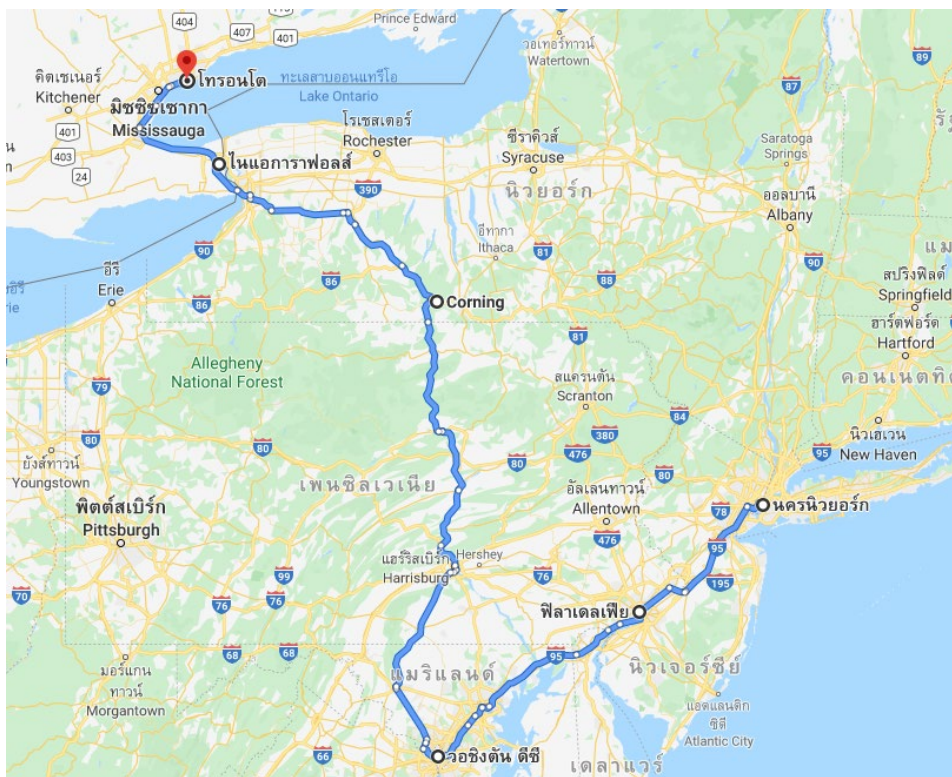 404
407
401
Prince Edward
วอเทอร์ทาวน์
Watertown
89
87
คิตเชเนอร์
Kitchener
โทรอนโต
ทะเลสาบออนแทรีโอ
Lake Ontario
มิซซิซเซากา
Mississauga
401
403
24
โรเชสเตอร์
Rochester
ซีราคิวส์
Syracuse
Saratoga
Springs
ไนแอการาฟอลส์
390
นิวยอร์ก
ออลบานี
Albany
90
อีทากา
Ithaca
81
88
90
อีรี
Erie
86
86
Corning
สปริงฟิลด์
Springfield
ฮาร์ตฟอร์ด
Hartford
81
Allegheny
National Forest
79
สแครนตัน
Scranton
84
คอนเนตทิ
380
80
80
476
80
80
95
นิวเฮเวน
New Haven
ยังส์ทาวน์
Youngstown
เพนซิลเวเนีย
อัลเลนทาวน์
Allentown
78
นครนิวยอร์ก
พิตต์สเบิร์ก
Pittsburgh
476
95
แฮร์ริสเบิร์ก
Harrisburg
Hershey
99
76
76
76
195
70
ฟิลาเดลเฟีย
68
68
95
มอร์แกน
ทาวน์
Morgantown
แมริแลนด์
นิวเจอร์ซีย์
แอตแลนติก
ซิตี
Atlantic City
66
วอชิงตัน ดีซี
เดลาแวร์